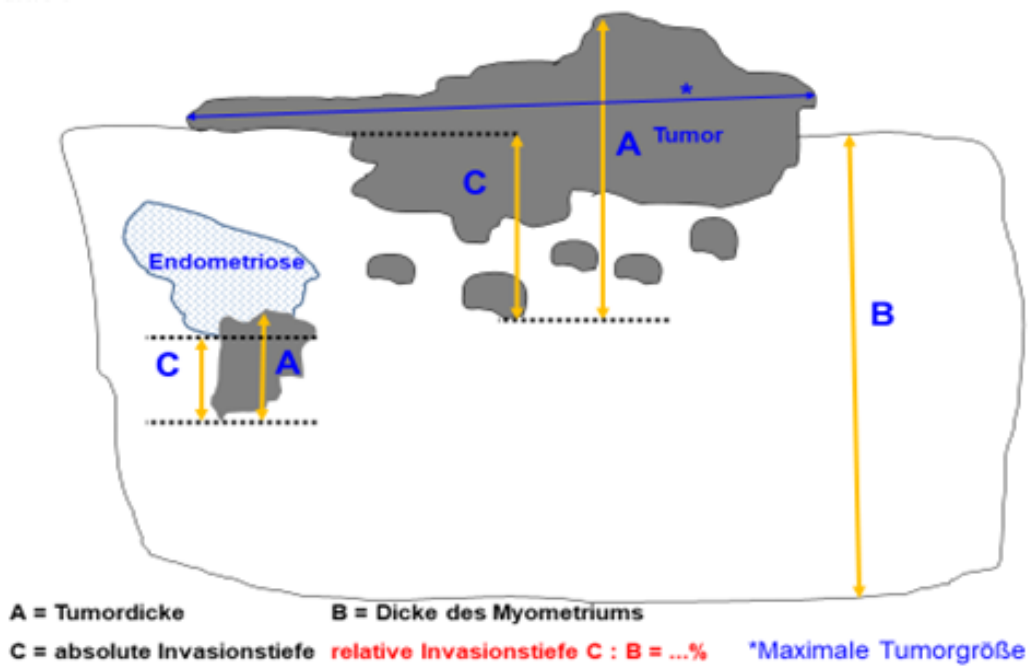 *
A Tumor
C
Endometriose
B
C
A
A = Tumordicke B = Dicke des Myometriums
C = absolute Invasionstiefe relative Invasionstiefe C : B = ...% *Maximale Tumorgröße